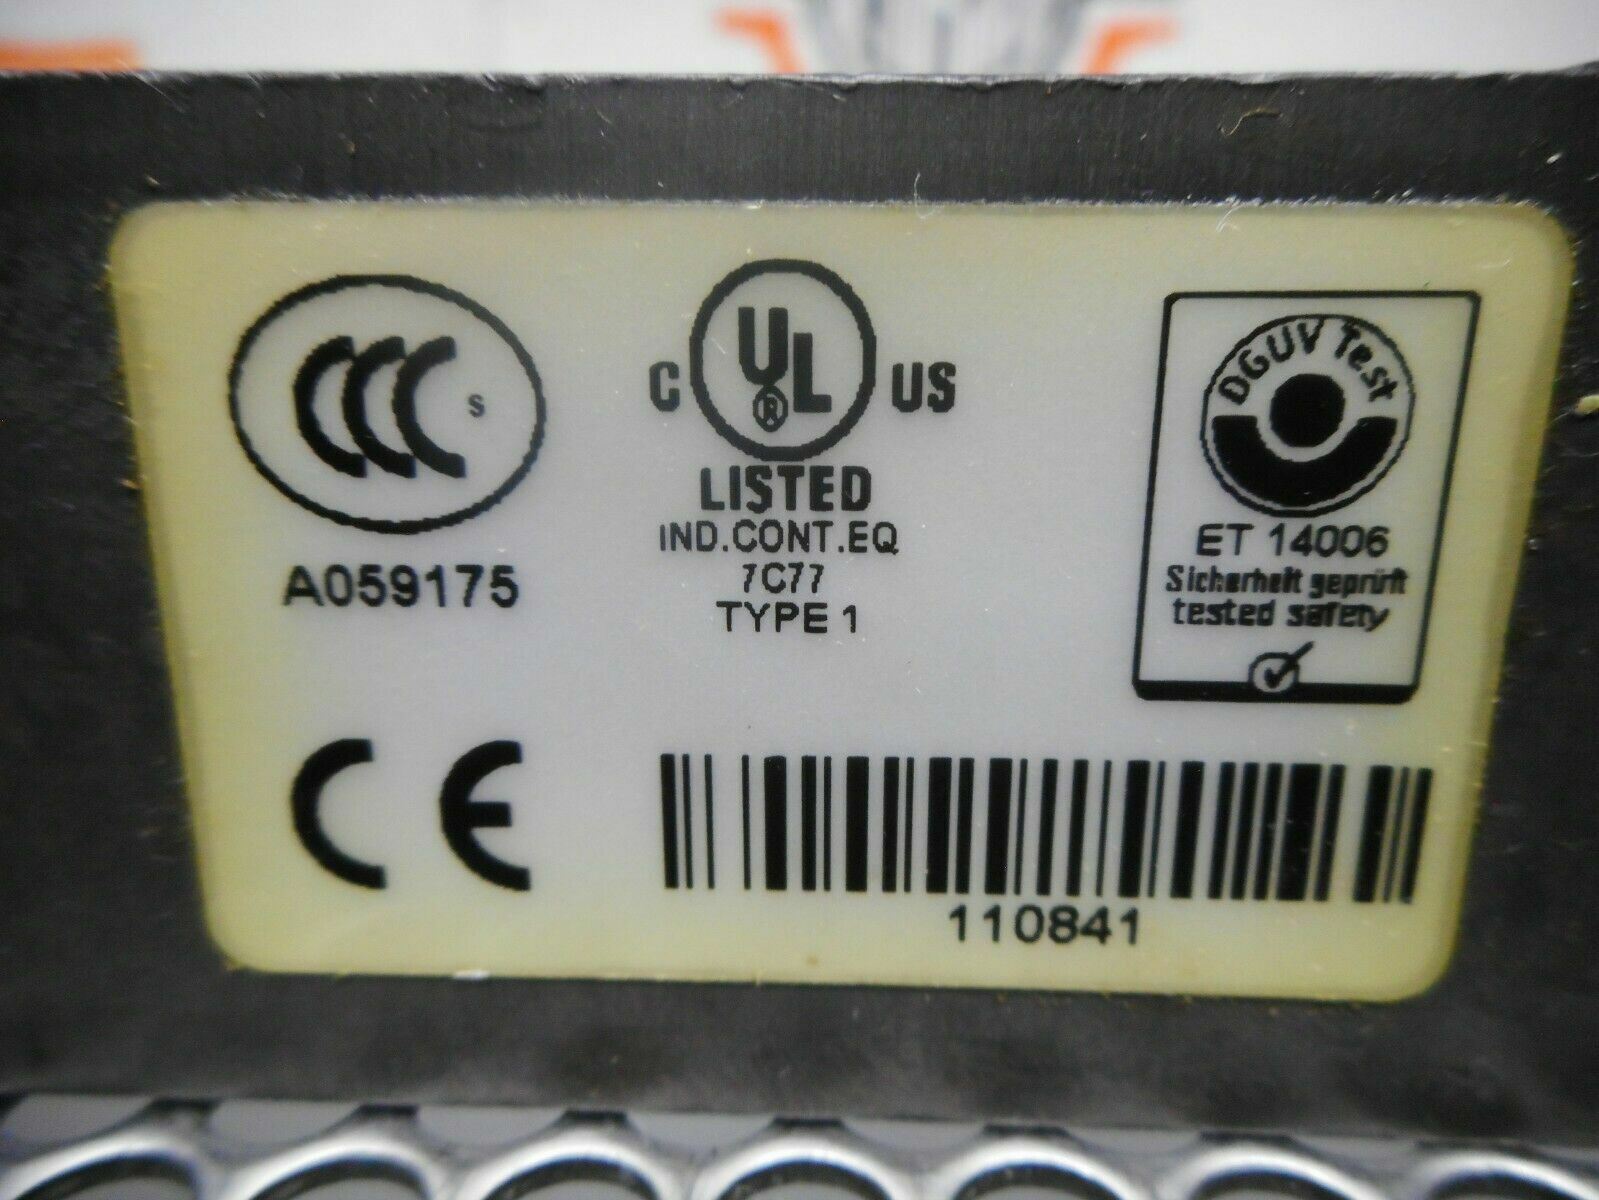 CCC S
A059175
C UL® US
LISTED
IND.CONT.EQ
7C77
TYPE 1
DGUV Test
ET 14006
Sicherheit geprüft
tested safety
CE
110841